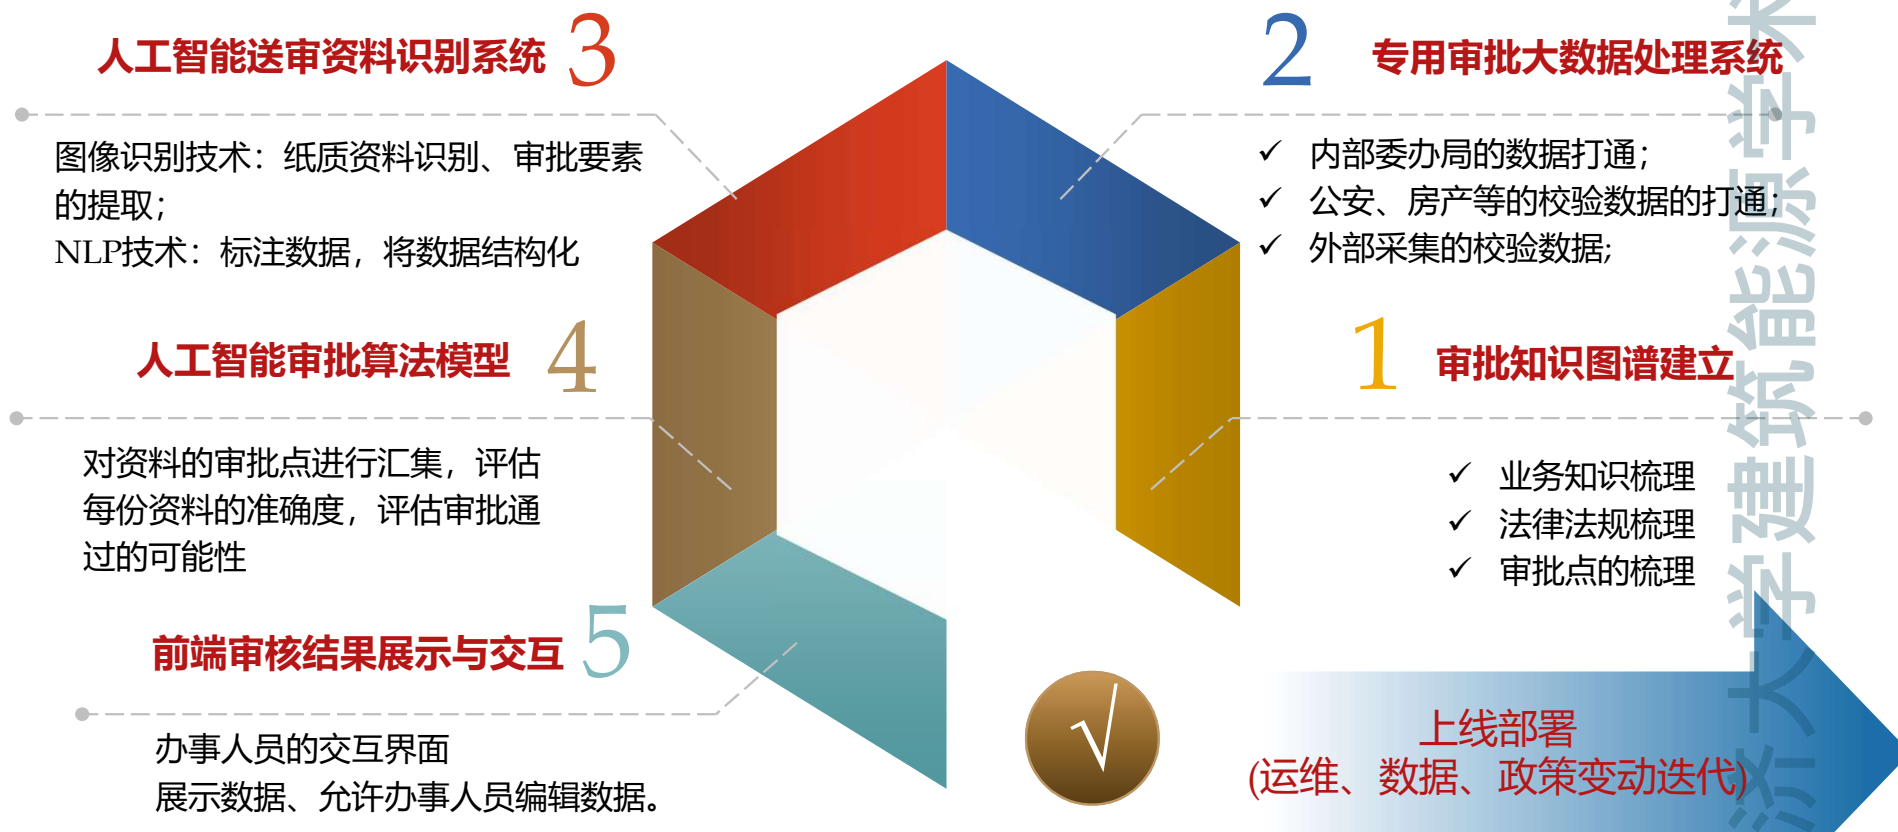 人工智能送审资料识别系统
3
图像识别技术：纸质资料识别、审批要素
的提取；
NLP技术：标注数据，将数据结构化
2
专用审批大数据处理系统
✓ 内部委办局的数据打通；
✓ 公安、房产等的校验数据的打通；
✓ 外部采集的校验数据;
人工智能审批算法模型
4
对资料的审批点进行汇集，评估
每份资料的准确度，评估审批通
过的可能性
1
审批知识图谱建立
✓ 业务知识梳理
✓ 法律法规梳理
✓ 审批点的梳理
前端审核结果展示与交互
5
办事人员的交互界面
展示数据、允许办事人员编辑数据。
√
上线部署
(运维、数据、政策变动迭代)
济大学建筑能源学术